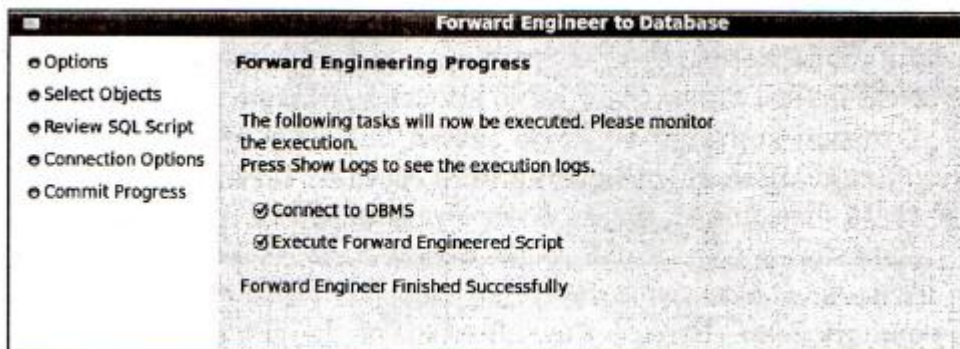 Forward Engineer to Database
Options
Select Objects
Review SQL Script
Connection Options
Commit Progress
Forward Engineering Progress
The following tasks will now be executed. Please monitor
the execution.
Press Show Logs to see the execution logs.
Connect to DBMS
Execute Forward Engineered Script
Forward Engineer Finished Successfully